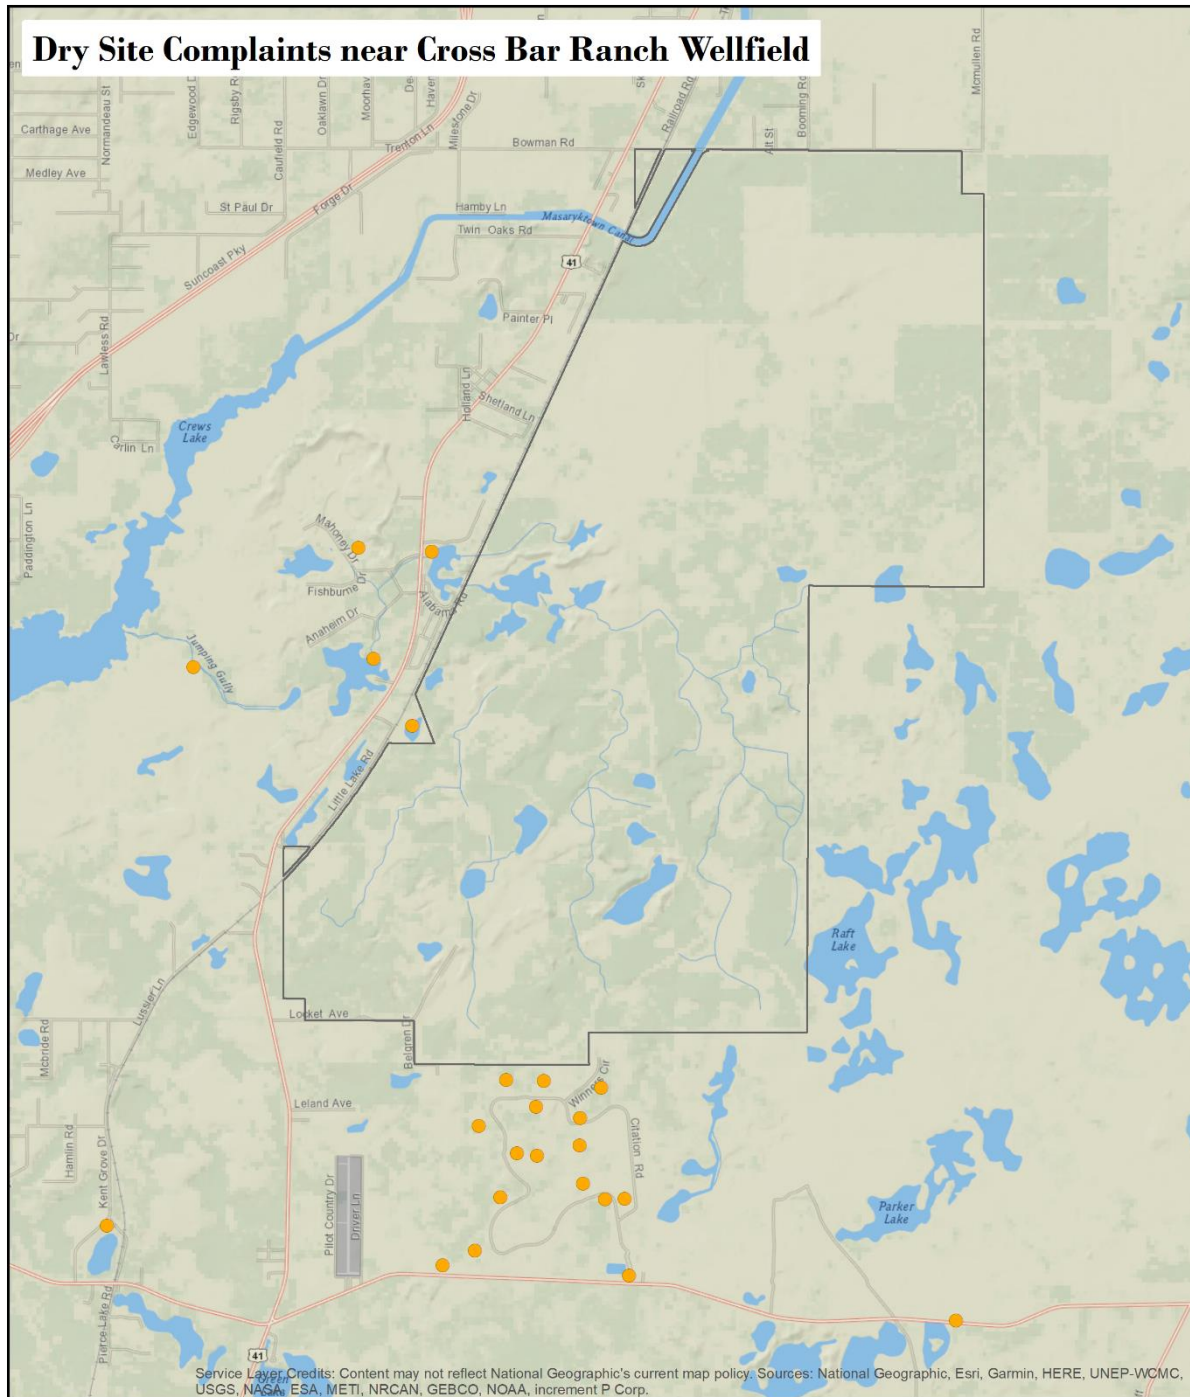 Dry Site Complaints near Cross Bar Ranch Wellfield
Mcmullen Rd
Normandeau St
Edgewood D
Rigsby R
Oaklawn Dr
Moorhav
De
Haven
Sk
Railroad Rd
Booming Rd
Carthage Ave
Caufield Rd
Trenton Ln
Milestone Dr
Bowman Rd
Alt St
Medley Ave
St Paul Dr
Forge Dr
Hamby Ln
Masaryktown Canal
Twin Oaks Rd
41
Suncoast Pky
Painter Pl
Dr
Lawless Rd
Holland Ln
Shetland Ln
Crews
Lake
Carlin Ln
Paddington Ln
Mahoney Dr
Fishburne Dr
Alabama Rd
Anaheim Dr
Jumping Gully
Little Lake Rd
Raft
Lake
Lussier Ln
Locket Ave
Mcbride Rd
Belgren Dr
Winners Cir
Leland Ave
Hamlin Rd
Citation Rd
Kent Grove Dr
Pilot Country Dr
Driver Ln
Parker
Lake
Pierce Lake Rd
41
Green
Service Layer Credits: Content may not reflect National Geographic's current map policy. Sources: National Geographic, Esri, Garmin, HERE, UNEP-WCMC,
USGS, NASA, ESA, METI, NRCAN, GEBCO, NOAA, increment P Corp.